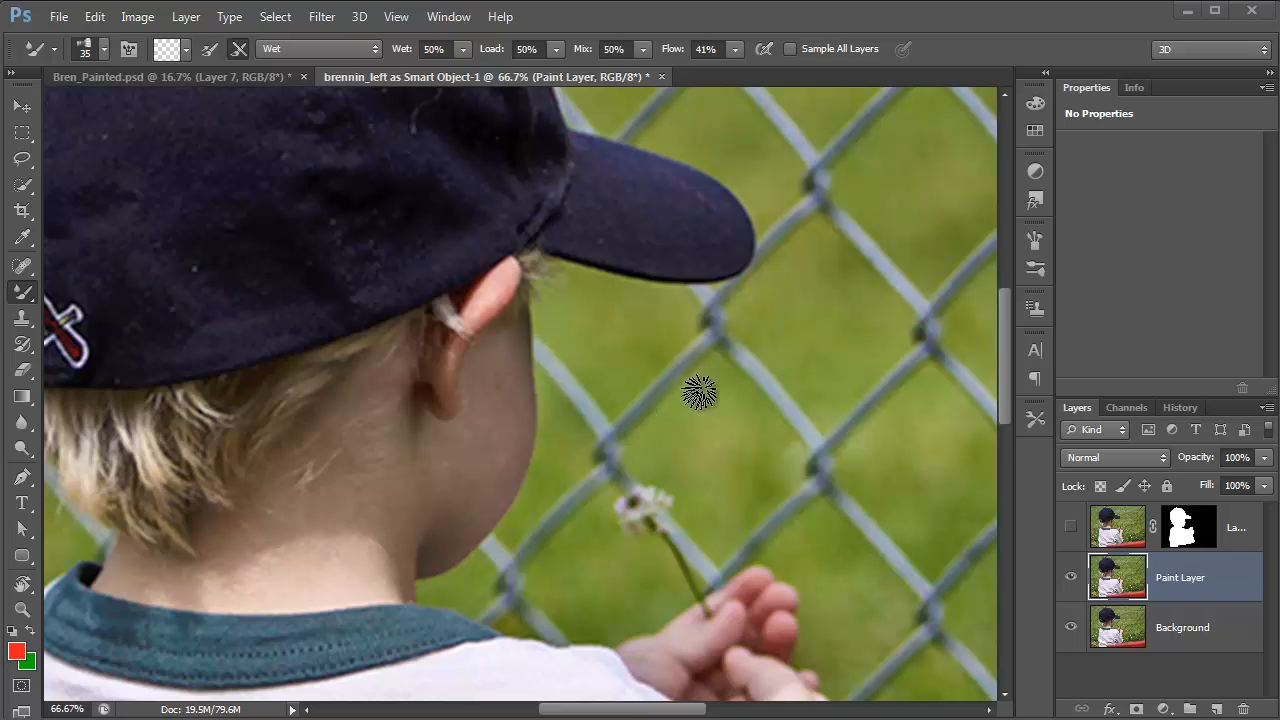 Ps File Edit Image Layer Type Select Filter 3D View Window Help
35 Wet Wet: 50% Load: 50% Mix: 50% Flow: 41% Sample All Layers 3D
Bren_Painted.psd @ 16.7% (Layer 7, RGB/8*) * × brennin_left as Smart Object-1 @ 66.7% (Paint Layer, RGB/8*) * ×
Properties Info
No Properties
Layers Channels History
Kind
Normal Opacity: 100%
Lock: Fill: 100%
La...
Paint Layer
Background
66.67% Doc: 19.5M/79.6M